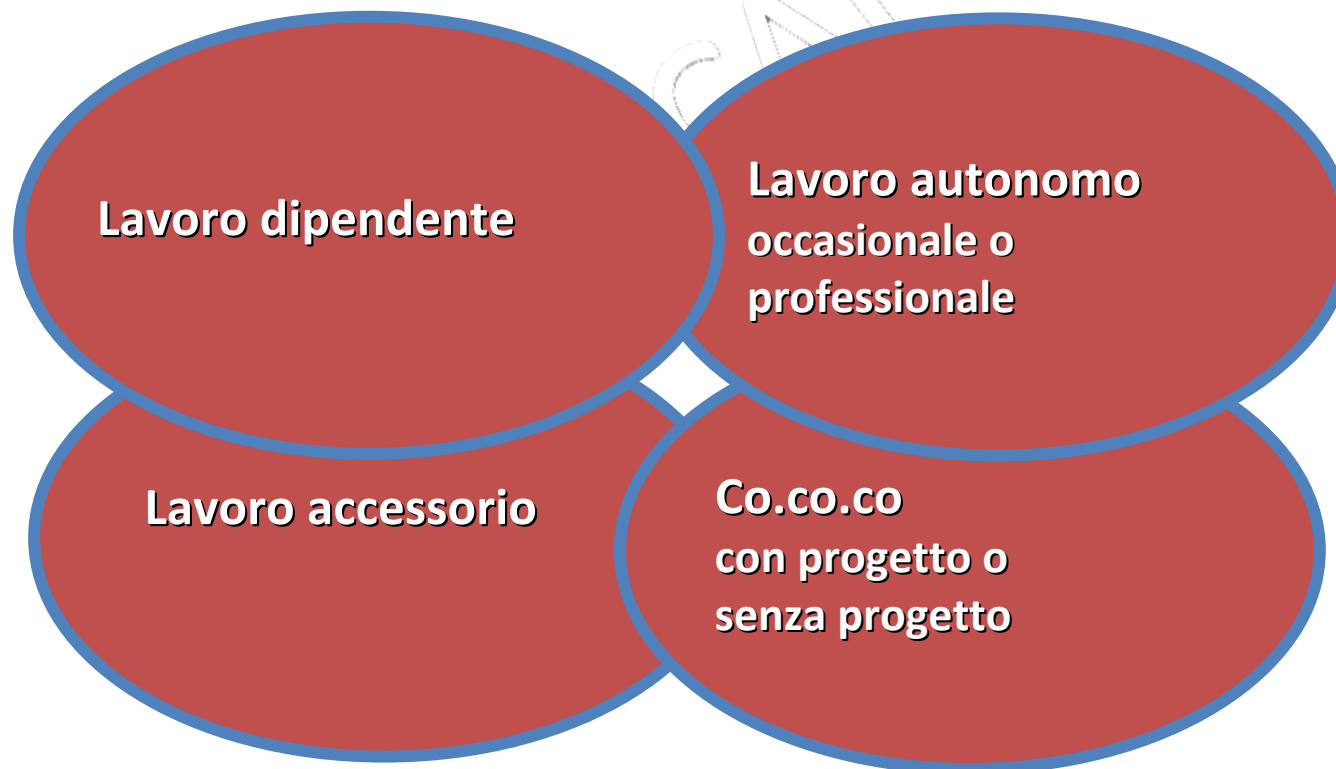 Lavoro dipendente
Lavoro autonomo
occasionale o
professionale
Lavoro accessorio
Co.co.co
con progetto o
senza progetto